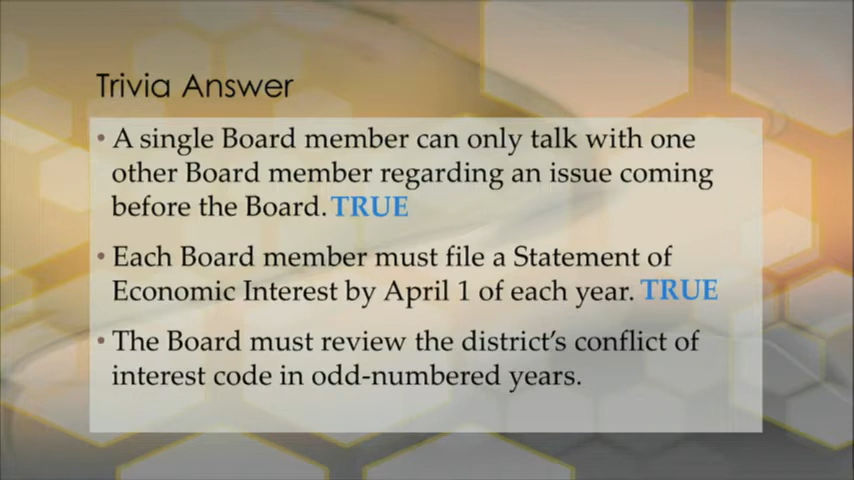 Trivia Answer
• A single Board member can only talk with one
other Board member regarding an issue coming
before the Board. TRUE
• Each Board member must file a Statement of
Economic Interest by April 1 of each year. TRUE
• The Board must review the district's conflict of
interest code in odd-numbered years.